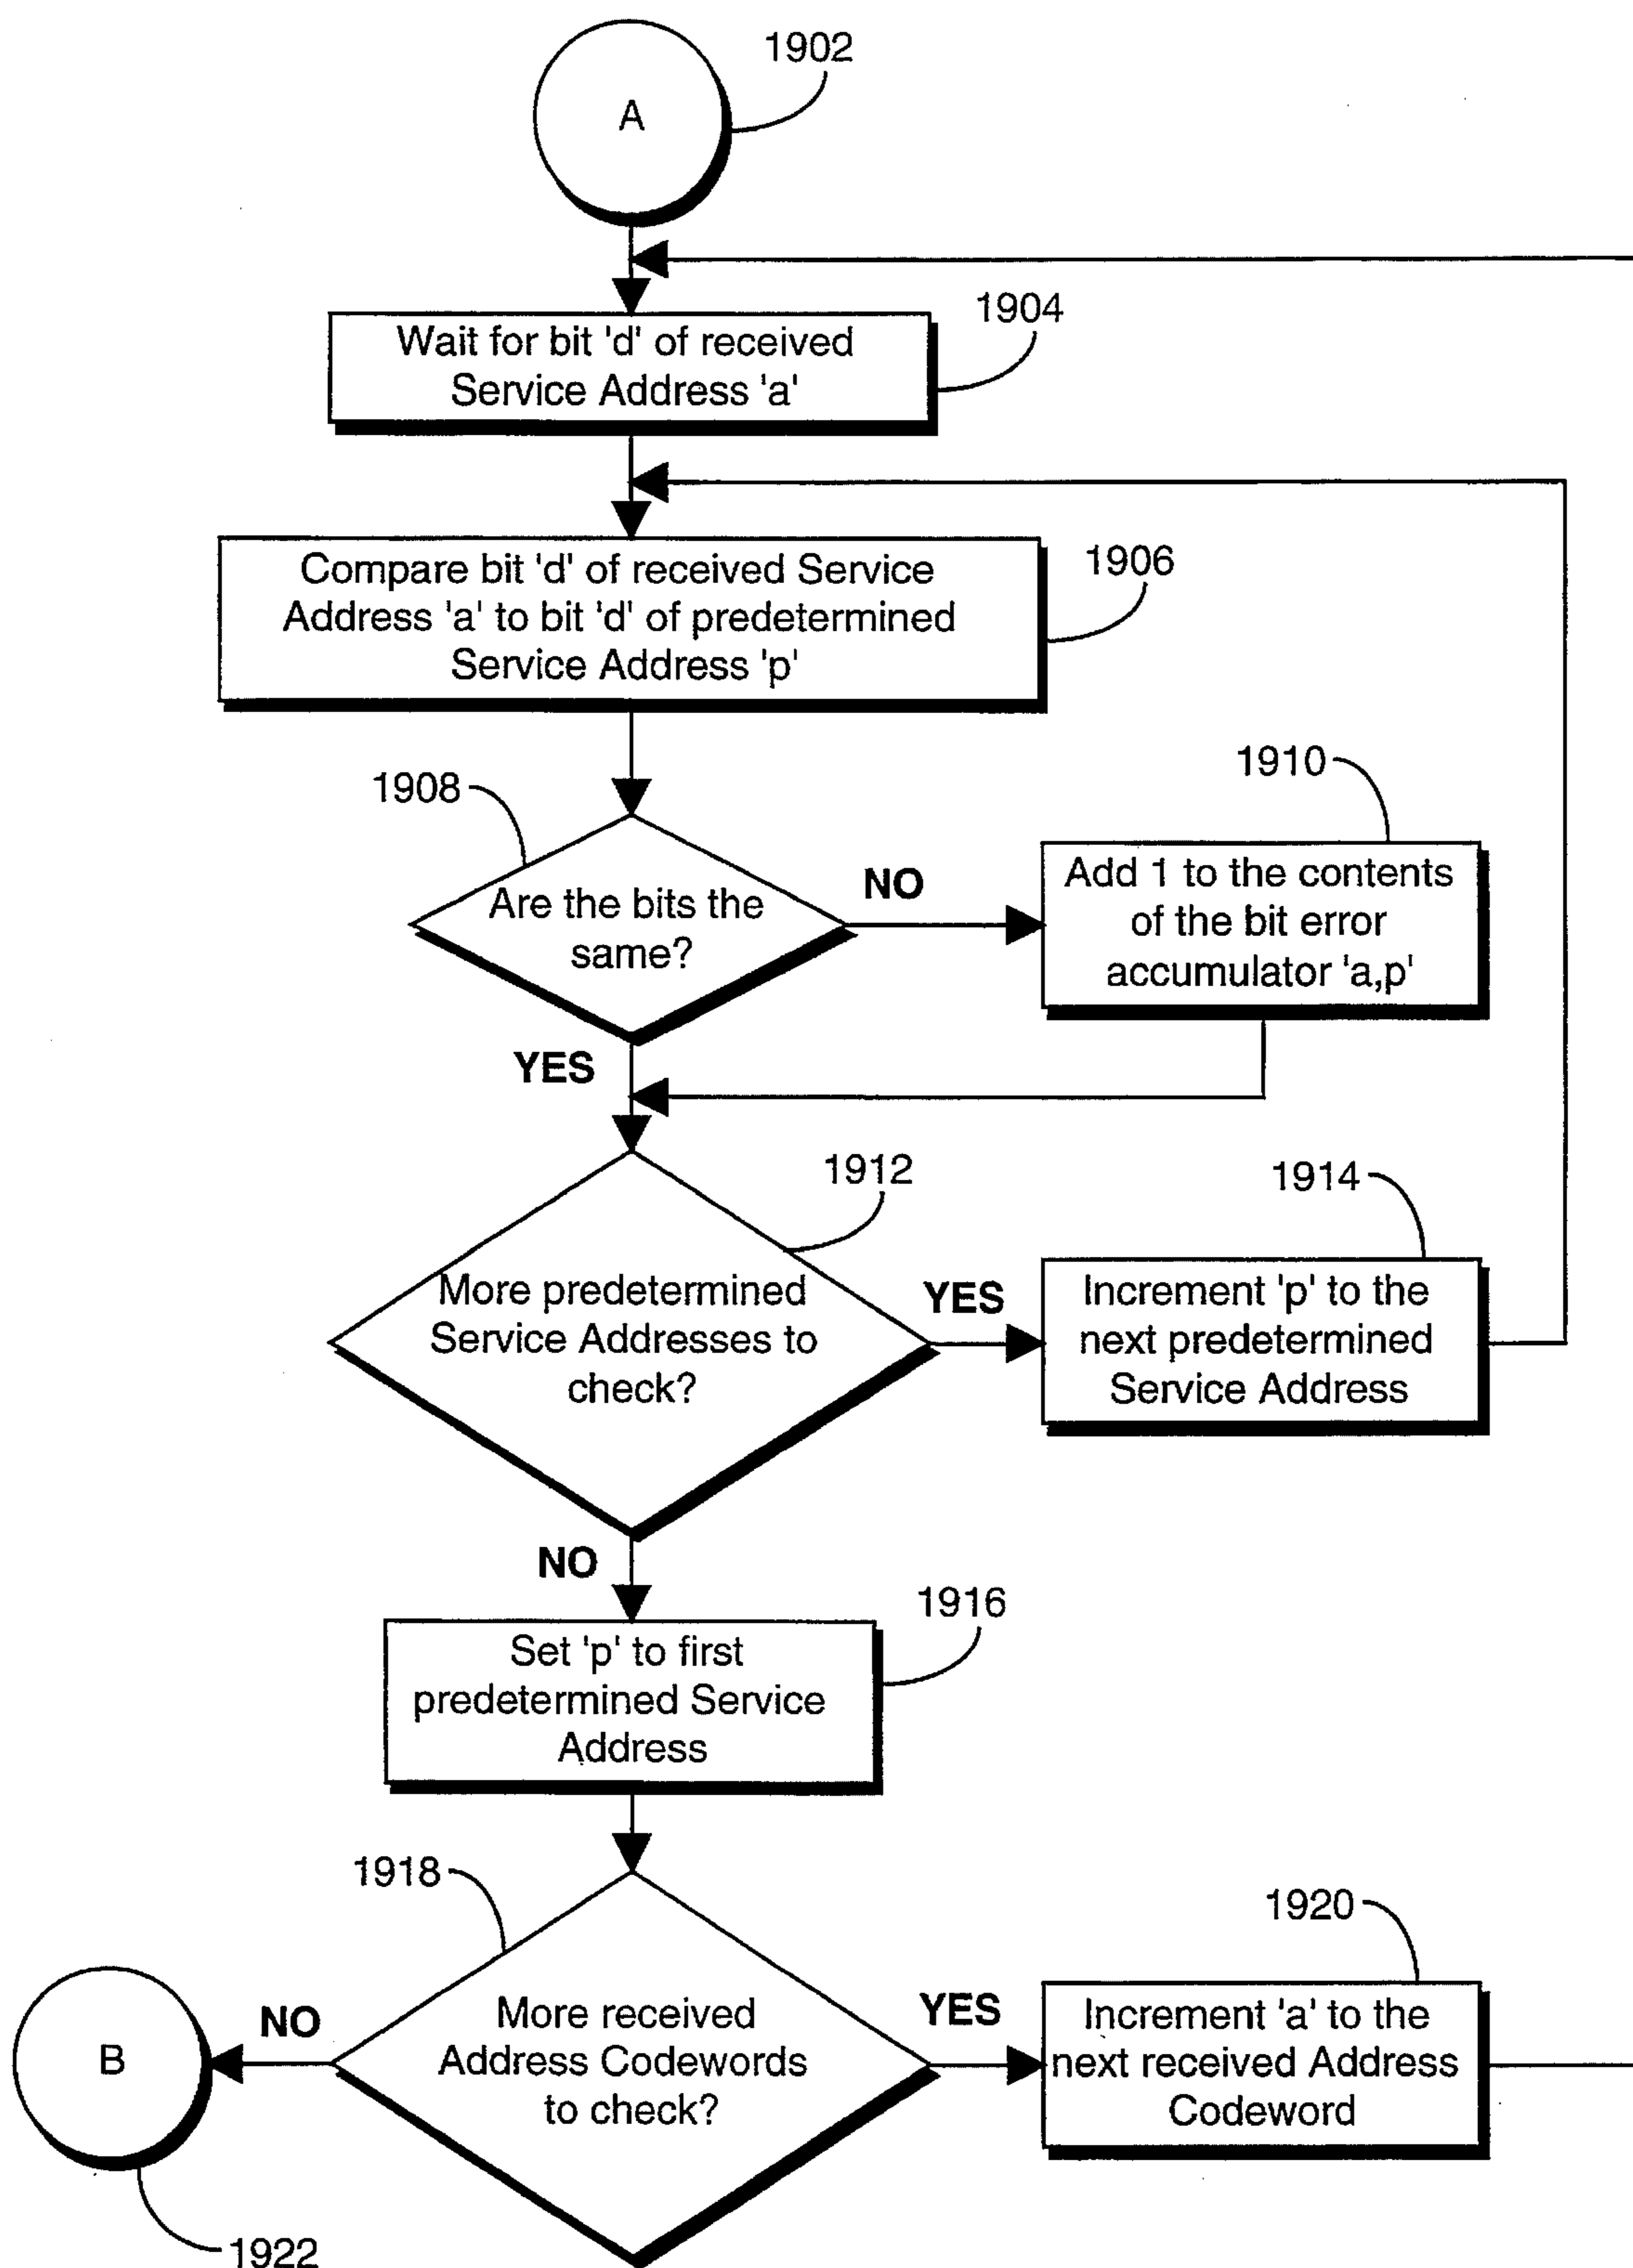 A
1902
Wait for bit 'd' of received
Service Address 'a'
1904
Compare bit 'd' of received Service
Address 'a' to bit 'd' of predetermined
Service Address 'p'
1906
1908
Are the bits the
same?
NO
1910
Add 1 to the contents
of the bit error
accumulator 'a,p'
YES
1912
More predetermined
Service Addresses to
check?
YES
1914
Increment 'p' to the
next predetermined
Service Address
NO
1916
Set 'p' to first
predetermined Service
Address
1918
More received
Address Codewords
to check?
YES
1920
Increment 'a' to the
next received Address
Codeword
NO
B
1922